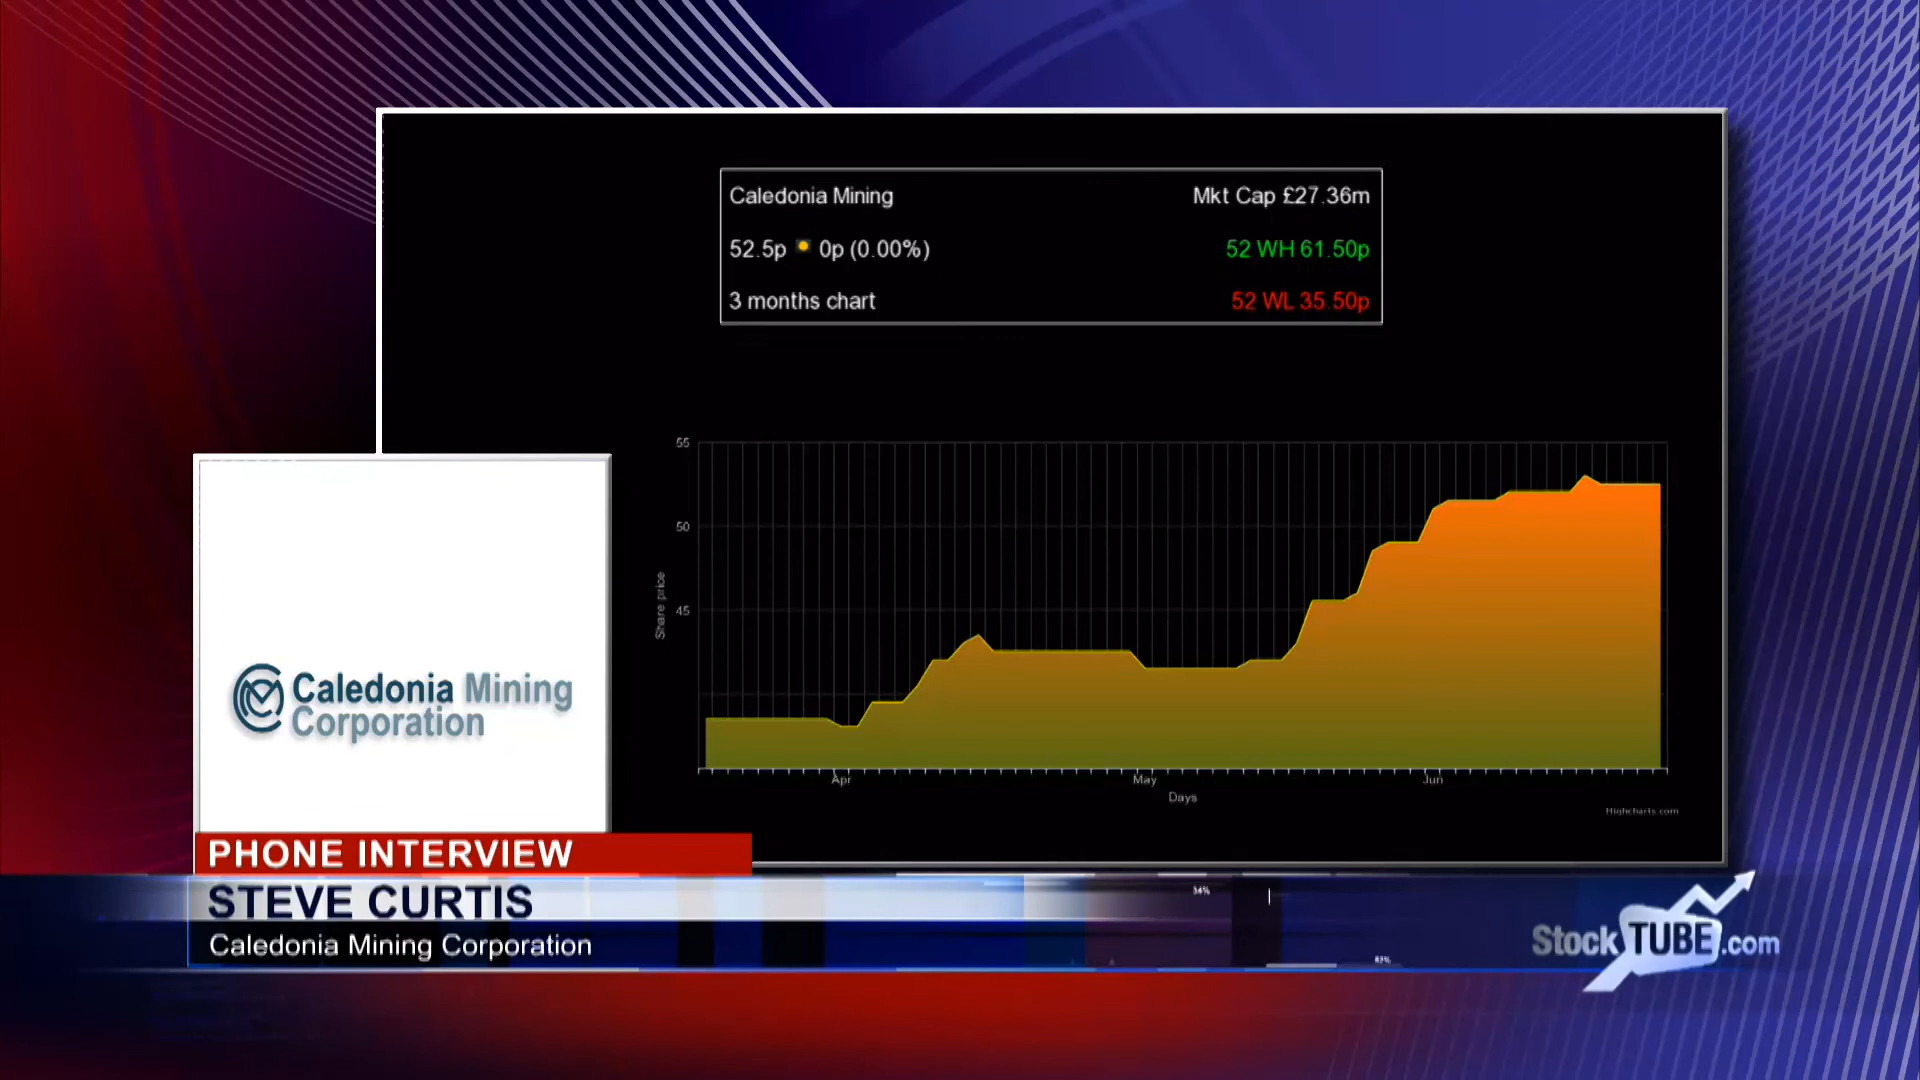 Caledonia Mining
Mkt Cap £27.36m
52.5p 0p (0.00%)
52 WH 61.50p
3 months chart
52 WL 35.50p
55
50
45
Share price
Apr
May
Jun
Days
Highcharts.com
Caledonia Mining
Corporation
PHONE INTERVIEW
STEVE CURTIS
Caledonia Mining Corporation
34%
StockTUBE.com